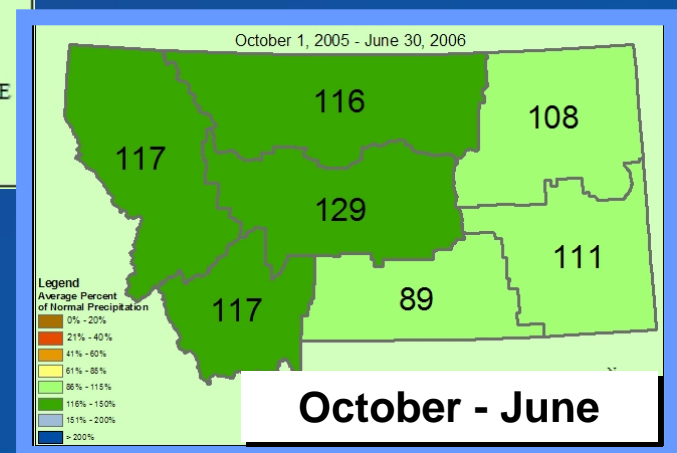 E
October 1, 2005 - June 30, 2006
116
108
117
129
111
117
89
Legend
Average Percent
of Normal Precipitation
0% - 20%
21% - 40%
41% - 60%
61% - 85%
86% - 115%
116% - 150%
151% - 200%
> 200%
October - June